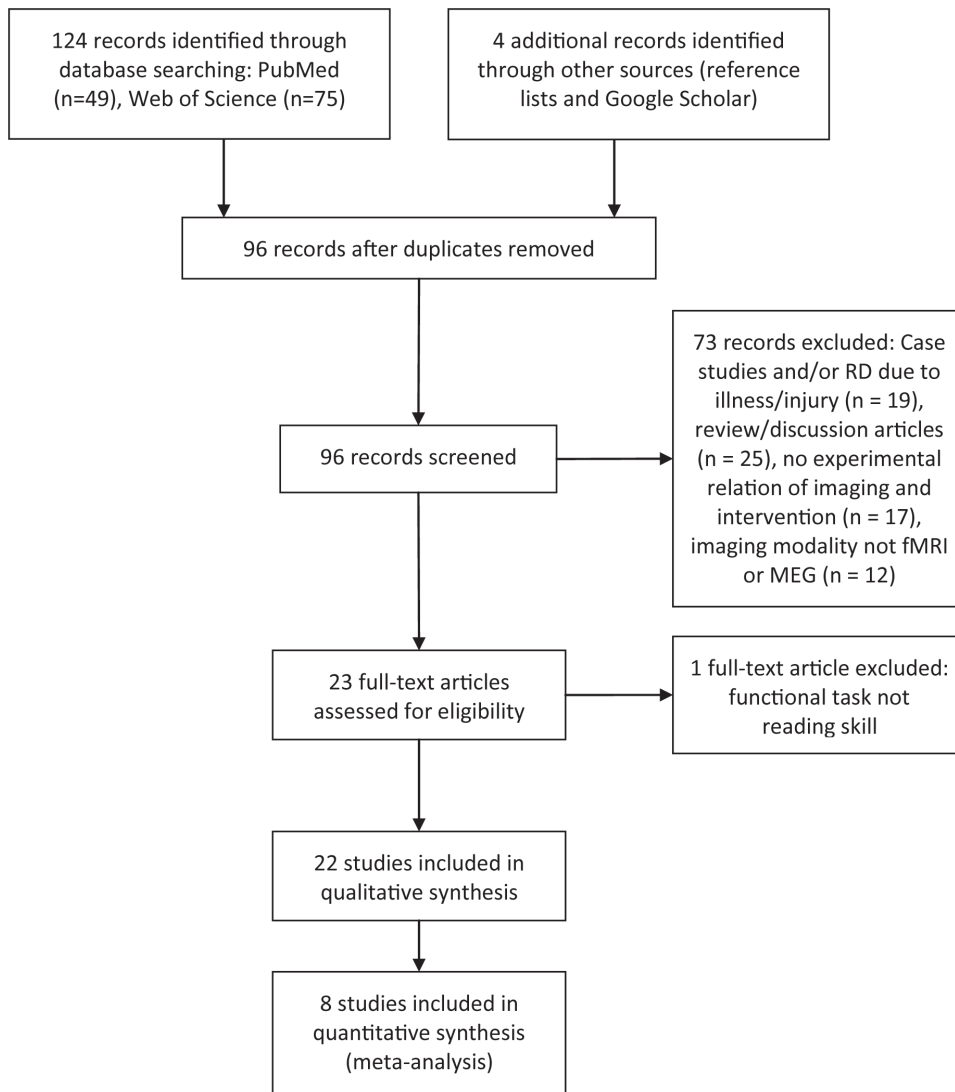 124 records identified through
database searching: PubMed
(n=49), Web of Science (n=75)
4 additional records identified
through other sources (reference
lists and Google Scholar)
96 records after duplicates removed
73 records excluded: Case
studies and/or RD due to
illness/injury (n = 19),
review/discussion articles
(n = 25), no experimental
relation of imaging and
intervention (n = 17),
imaging modality not fMRI
or MEG (n = 12)
96 records screened
23 full-text articles
assessed for eligibility
1 full-text article excluded:
functional task not
reading skill
22 studies included in
qualitative synthesis
8 studies included in
quantitative synthesis
(meta-analysis)